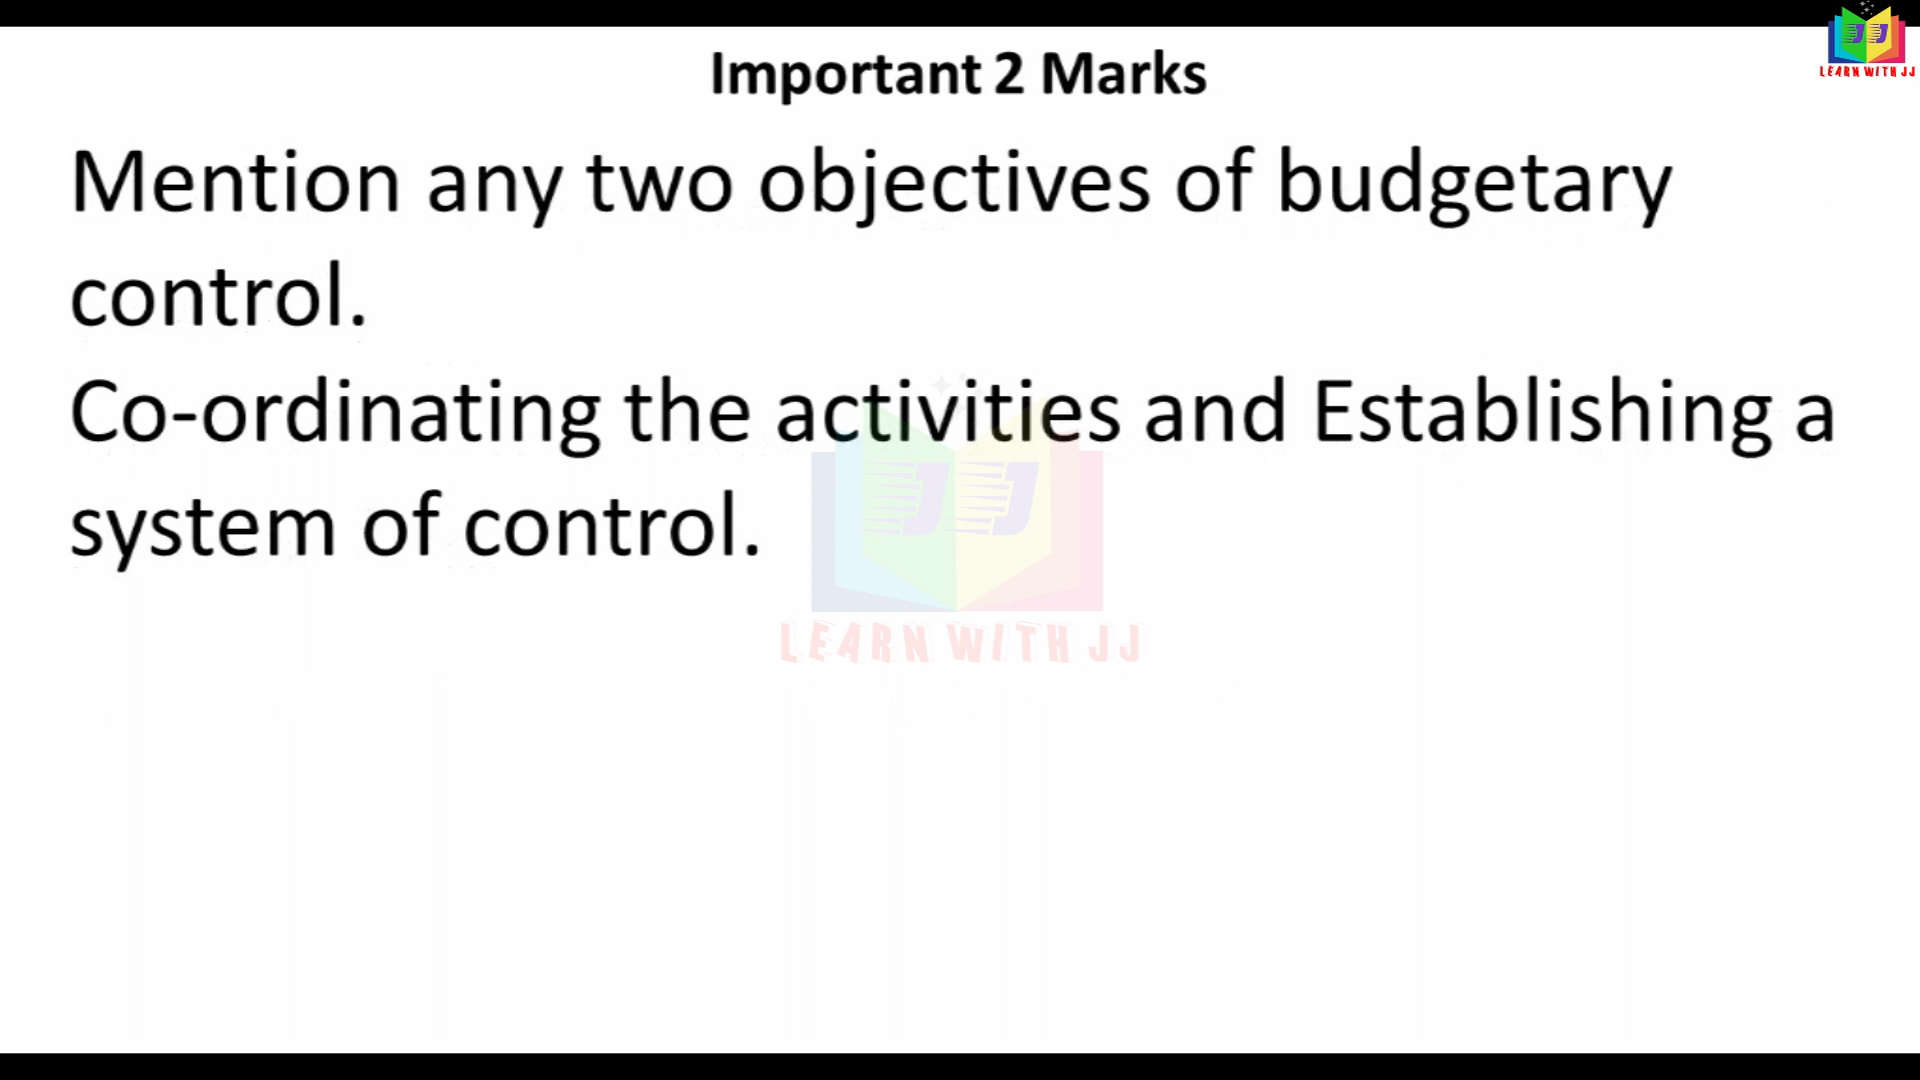 LEARN WITH JJ
Important 2 Marks
Mention any two objectives of budgetary
control.
Co-ordinating the activities and Establishing a
system of control.
JJ
LEARN WITH JJ